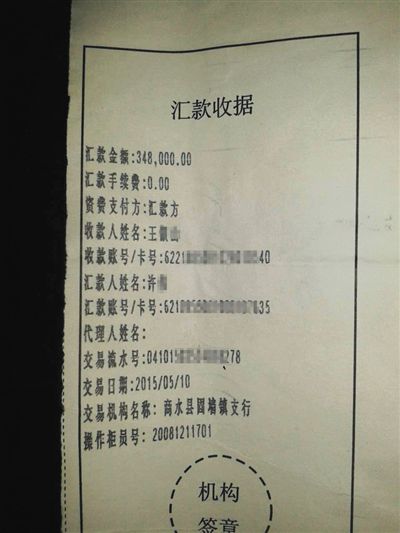 汇款收据
汇款金额:348,000.00
汇款手续费:0.00
资费支付方:汇款方
收款人姓名:王
收款账号/卡号:6221 40
汇款人姓名:许
汇款账号/卡号:621 35
代理人姓名:
交易流水号:04101 278
交易日期:2015/05/10
交易机构名称: 商水县固墙镇支行
操作柜员号: 20081211701
机构
签章